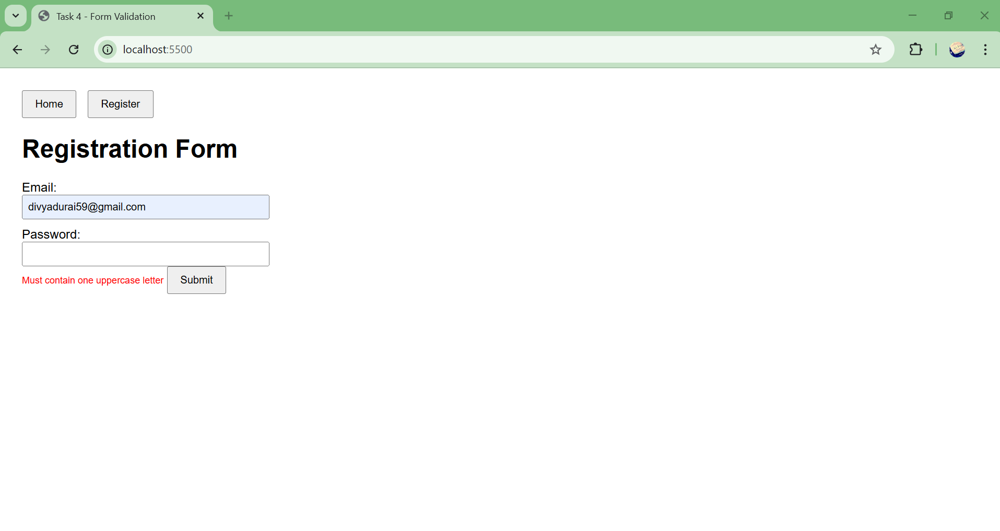 Task 4 - Form Validation
localhost:5500
Home Register
Registration Form
Email:
divyadurai59@gmail.com
Password:
Must contain one uppercase letter Submit